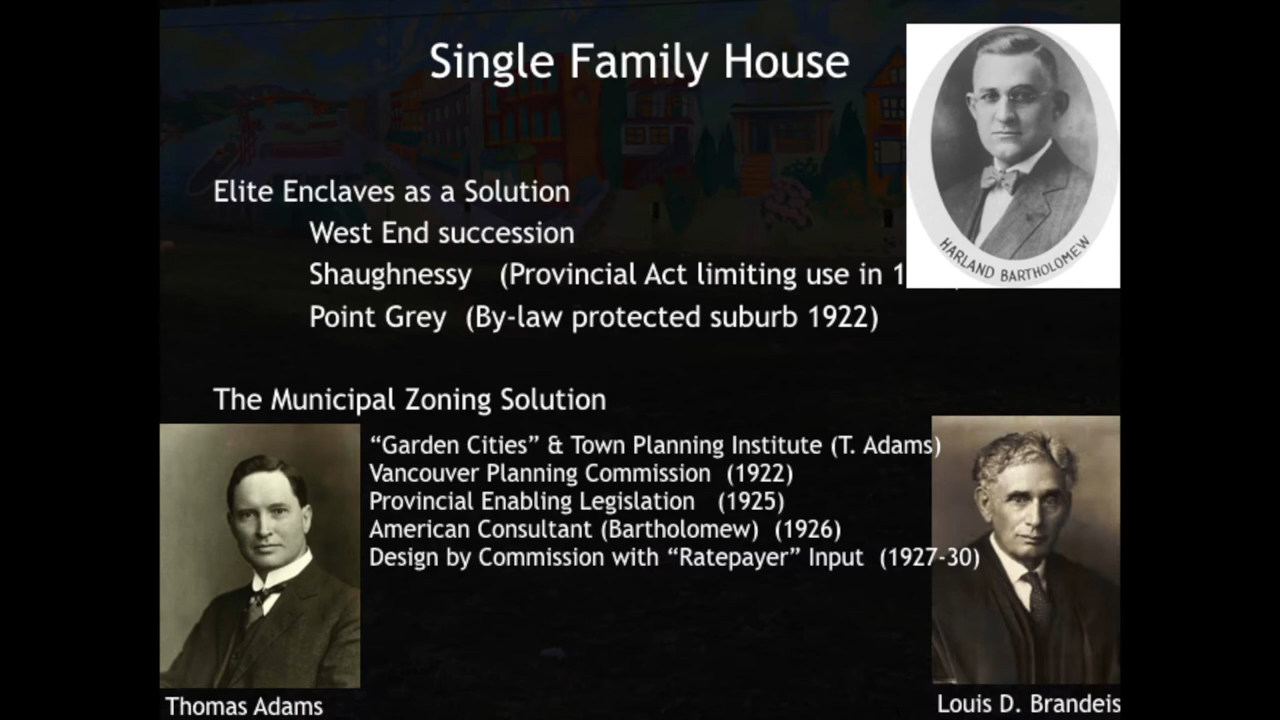 Single Family House
HARLAND BARTHOLOMEW
Elite Enclaves as a Solution
West End succession
Shaughnessy (Provincial Act limiting use in 1
Point Grey (By-law protected suburb 1922)
The Municipal Zoning Solution
“Garden Cities” & Town Planning Institute (T. Adams)
Vancouver Planning Commission (1922)
Provincial Enabling Legislation (1925)
American Consultant (Bartholomew) (1926)
Design by Commission with “Ratepayer” Input (1927-30)
Thomas Adams
Louis D. Brandeis